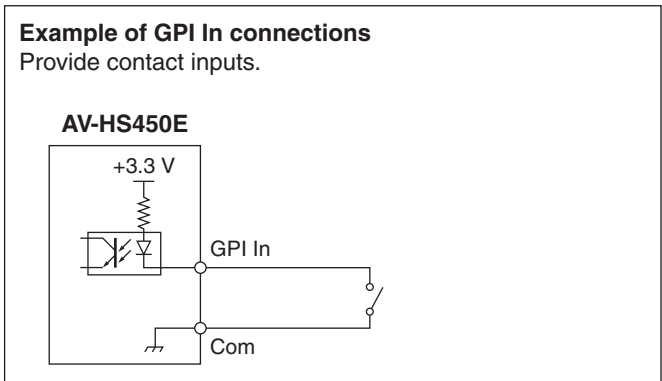 Example of GPI In connections
Provide contact inputs.
AV-HS450E
+3.3 V
GPI In
Com